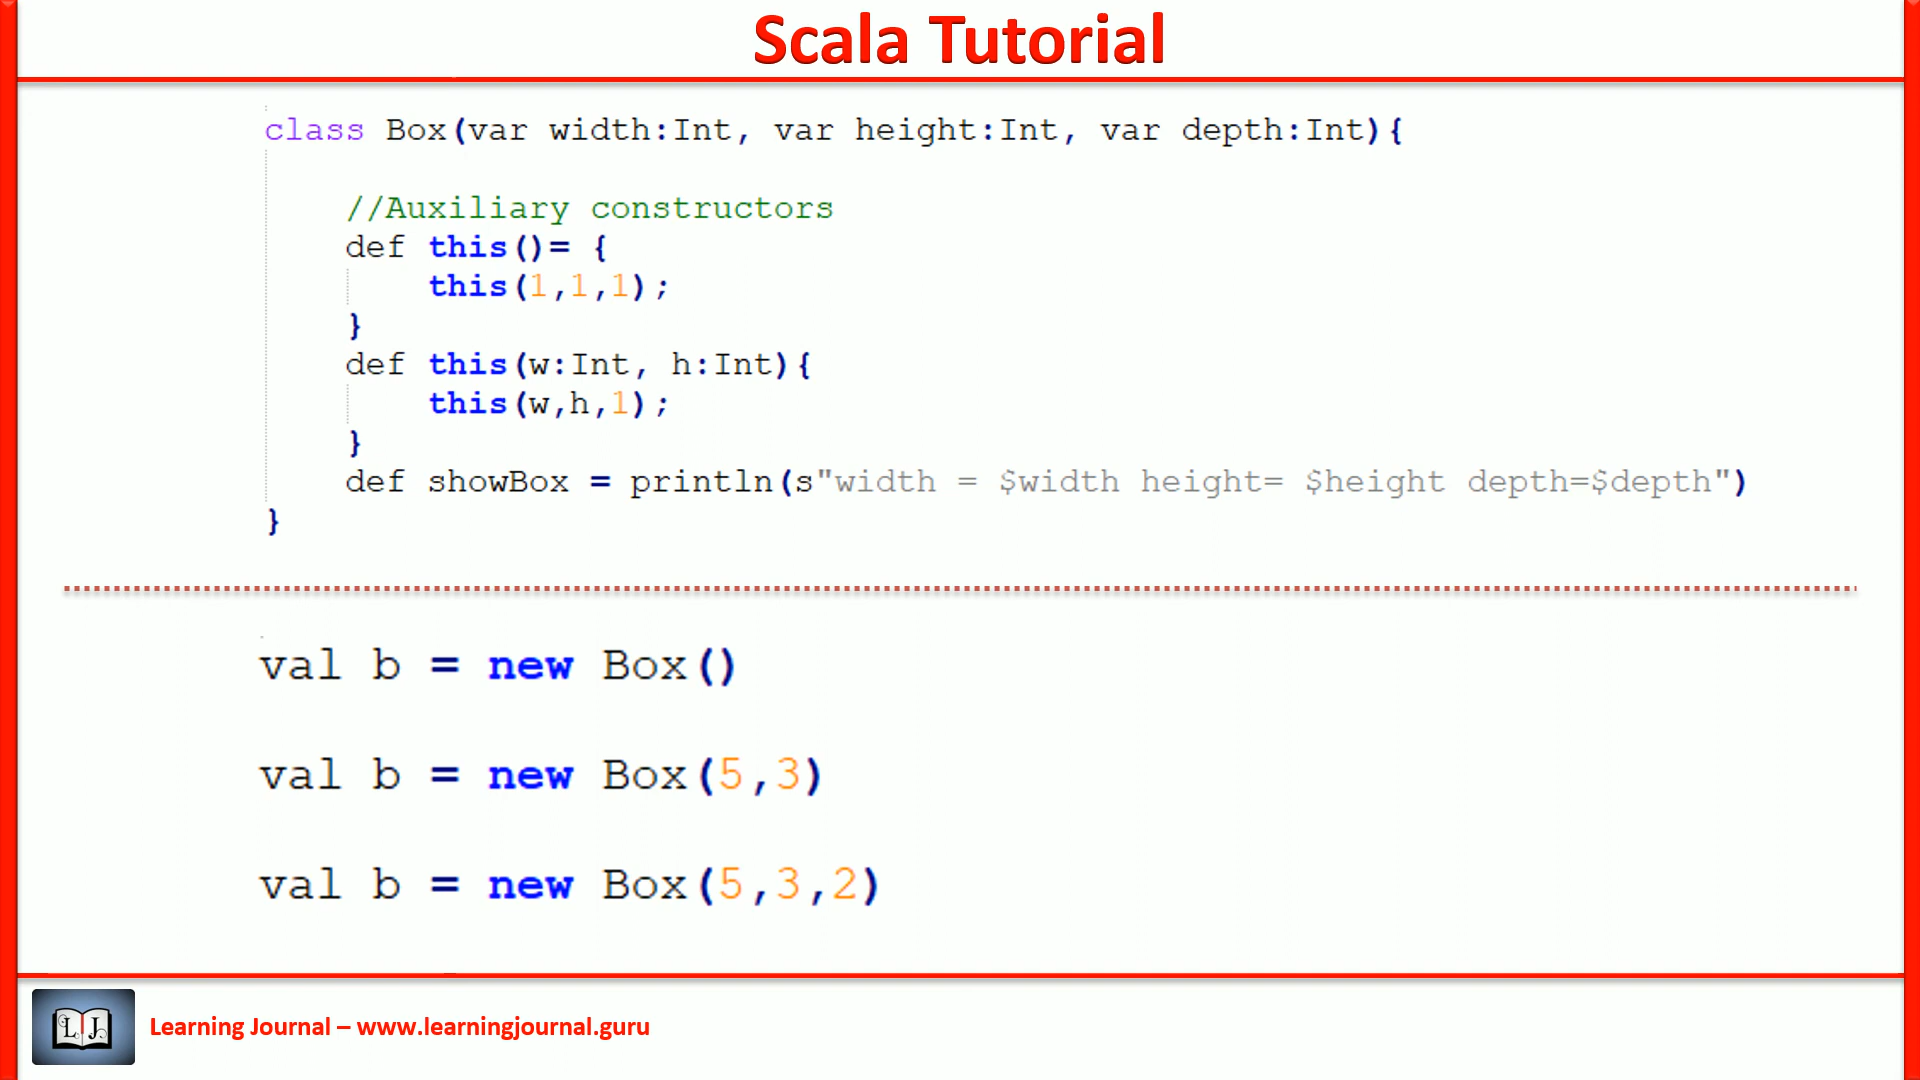 Scala Tutorial
class Box(var width:Int, var height:Int, var depth:Int){
//Auxiliary constructors
def this()= {
this(1,1,1);
}
def this(w:Int, h:Int){
this(w,h,1);
}
def showBox = println(s"width = $width height= $height depth=$depth")
}
val b = new Box()
val b = new Box(5,3)
val b = new Box(5,3,2)
L J
Learning Journal – www.learningjournal.guru